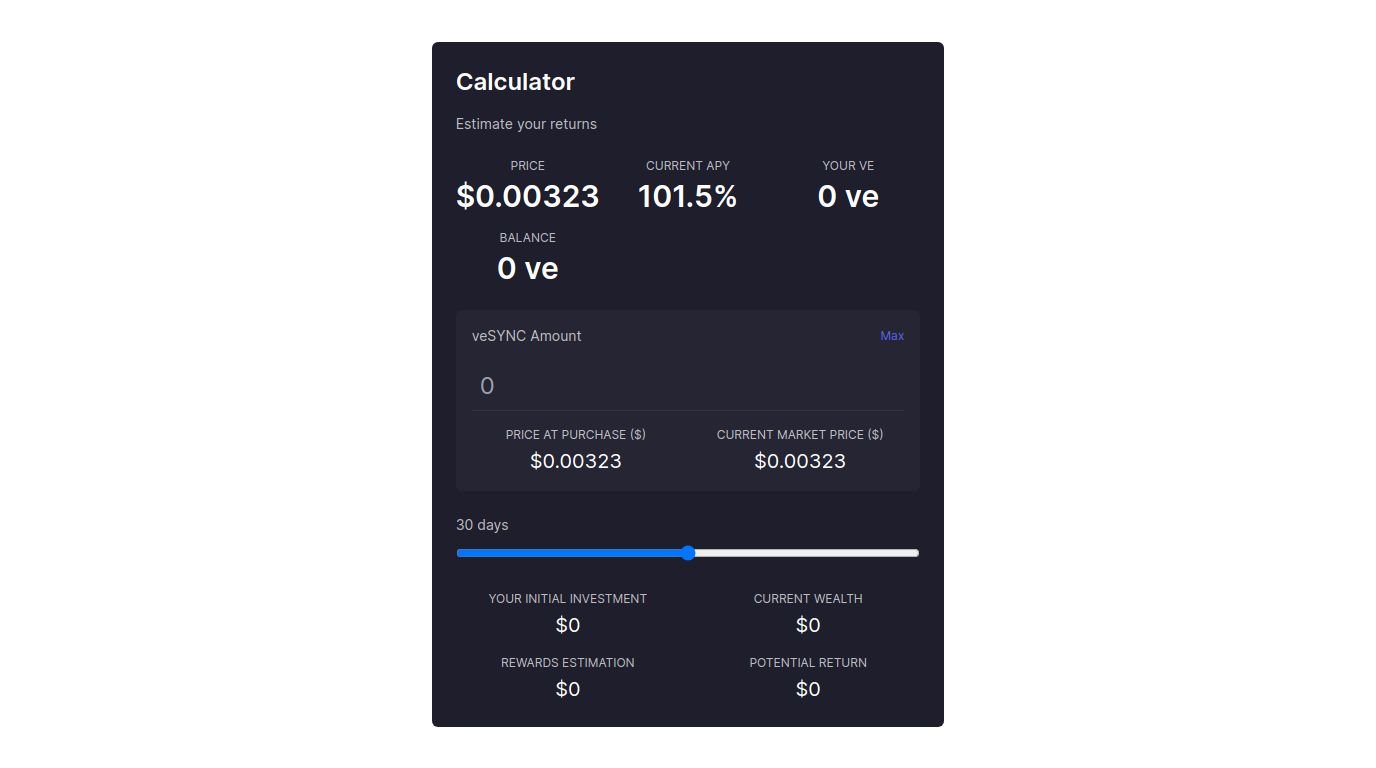 Calculator
Estimate your returns
PRICE CURRENT APY YOUR VE
$0.00323 101.5% 0 ve
BALANCE
0 ve
veSYNC Amount Max
0
PRICE AT PURCHASE ($) CURRENT MARKET PRICE ($)
$0.00323 $0.00323
30 days
YOUR INITIAL INVESTMENT CURRENT WEALTH
$0 $0
REWARDS ESTIMATION POTENTIAL RETURN
$0 $0